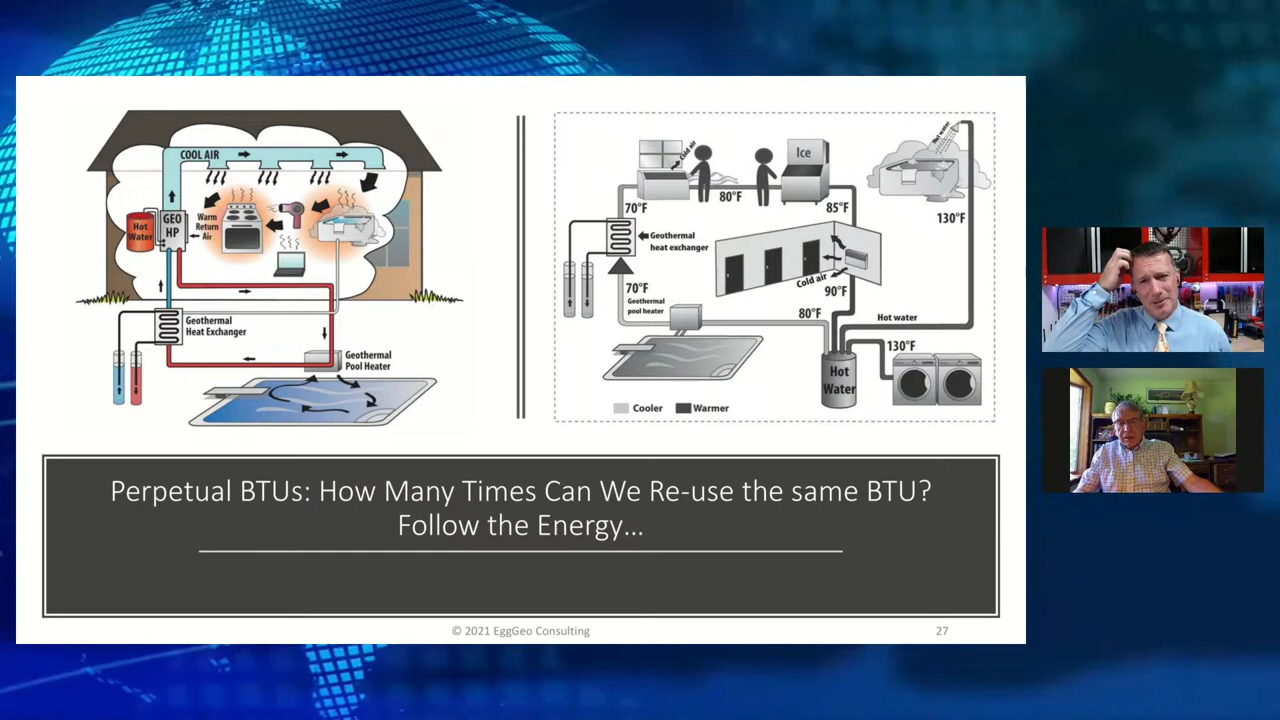 COOL AIR
Hot
Water
GEO
HP
Warm
Return
Air
Geothermal
Heat Exchanger
Geothermal
Pool Heater
Cold air
Ice
Hot water
70°F
80°F
85°F
130°F
Geothermal
heat exchanger
Cold air
70°F
90°F
Geothermal
pool heater
80°F
Hot water
130°F
Hot
Water
Cooler
Warmer
Perpetual BTUs: How Many Times Can We Re-use the same BTU?
Follow the Energy...
© 2021 EggGeo Consulting
27